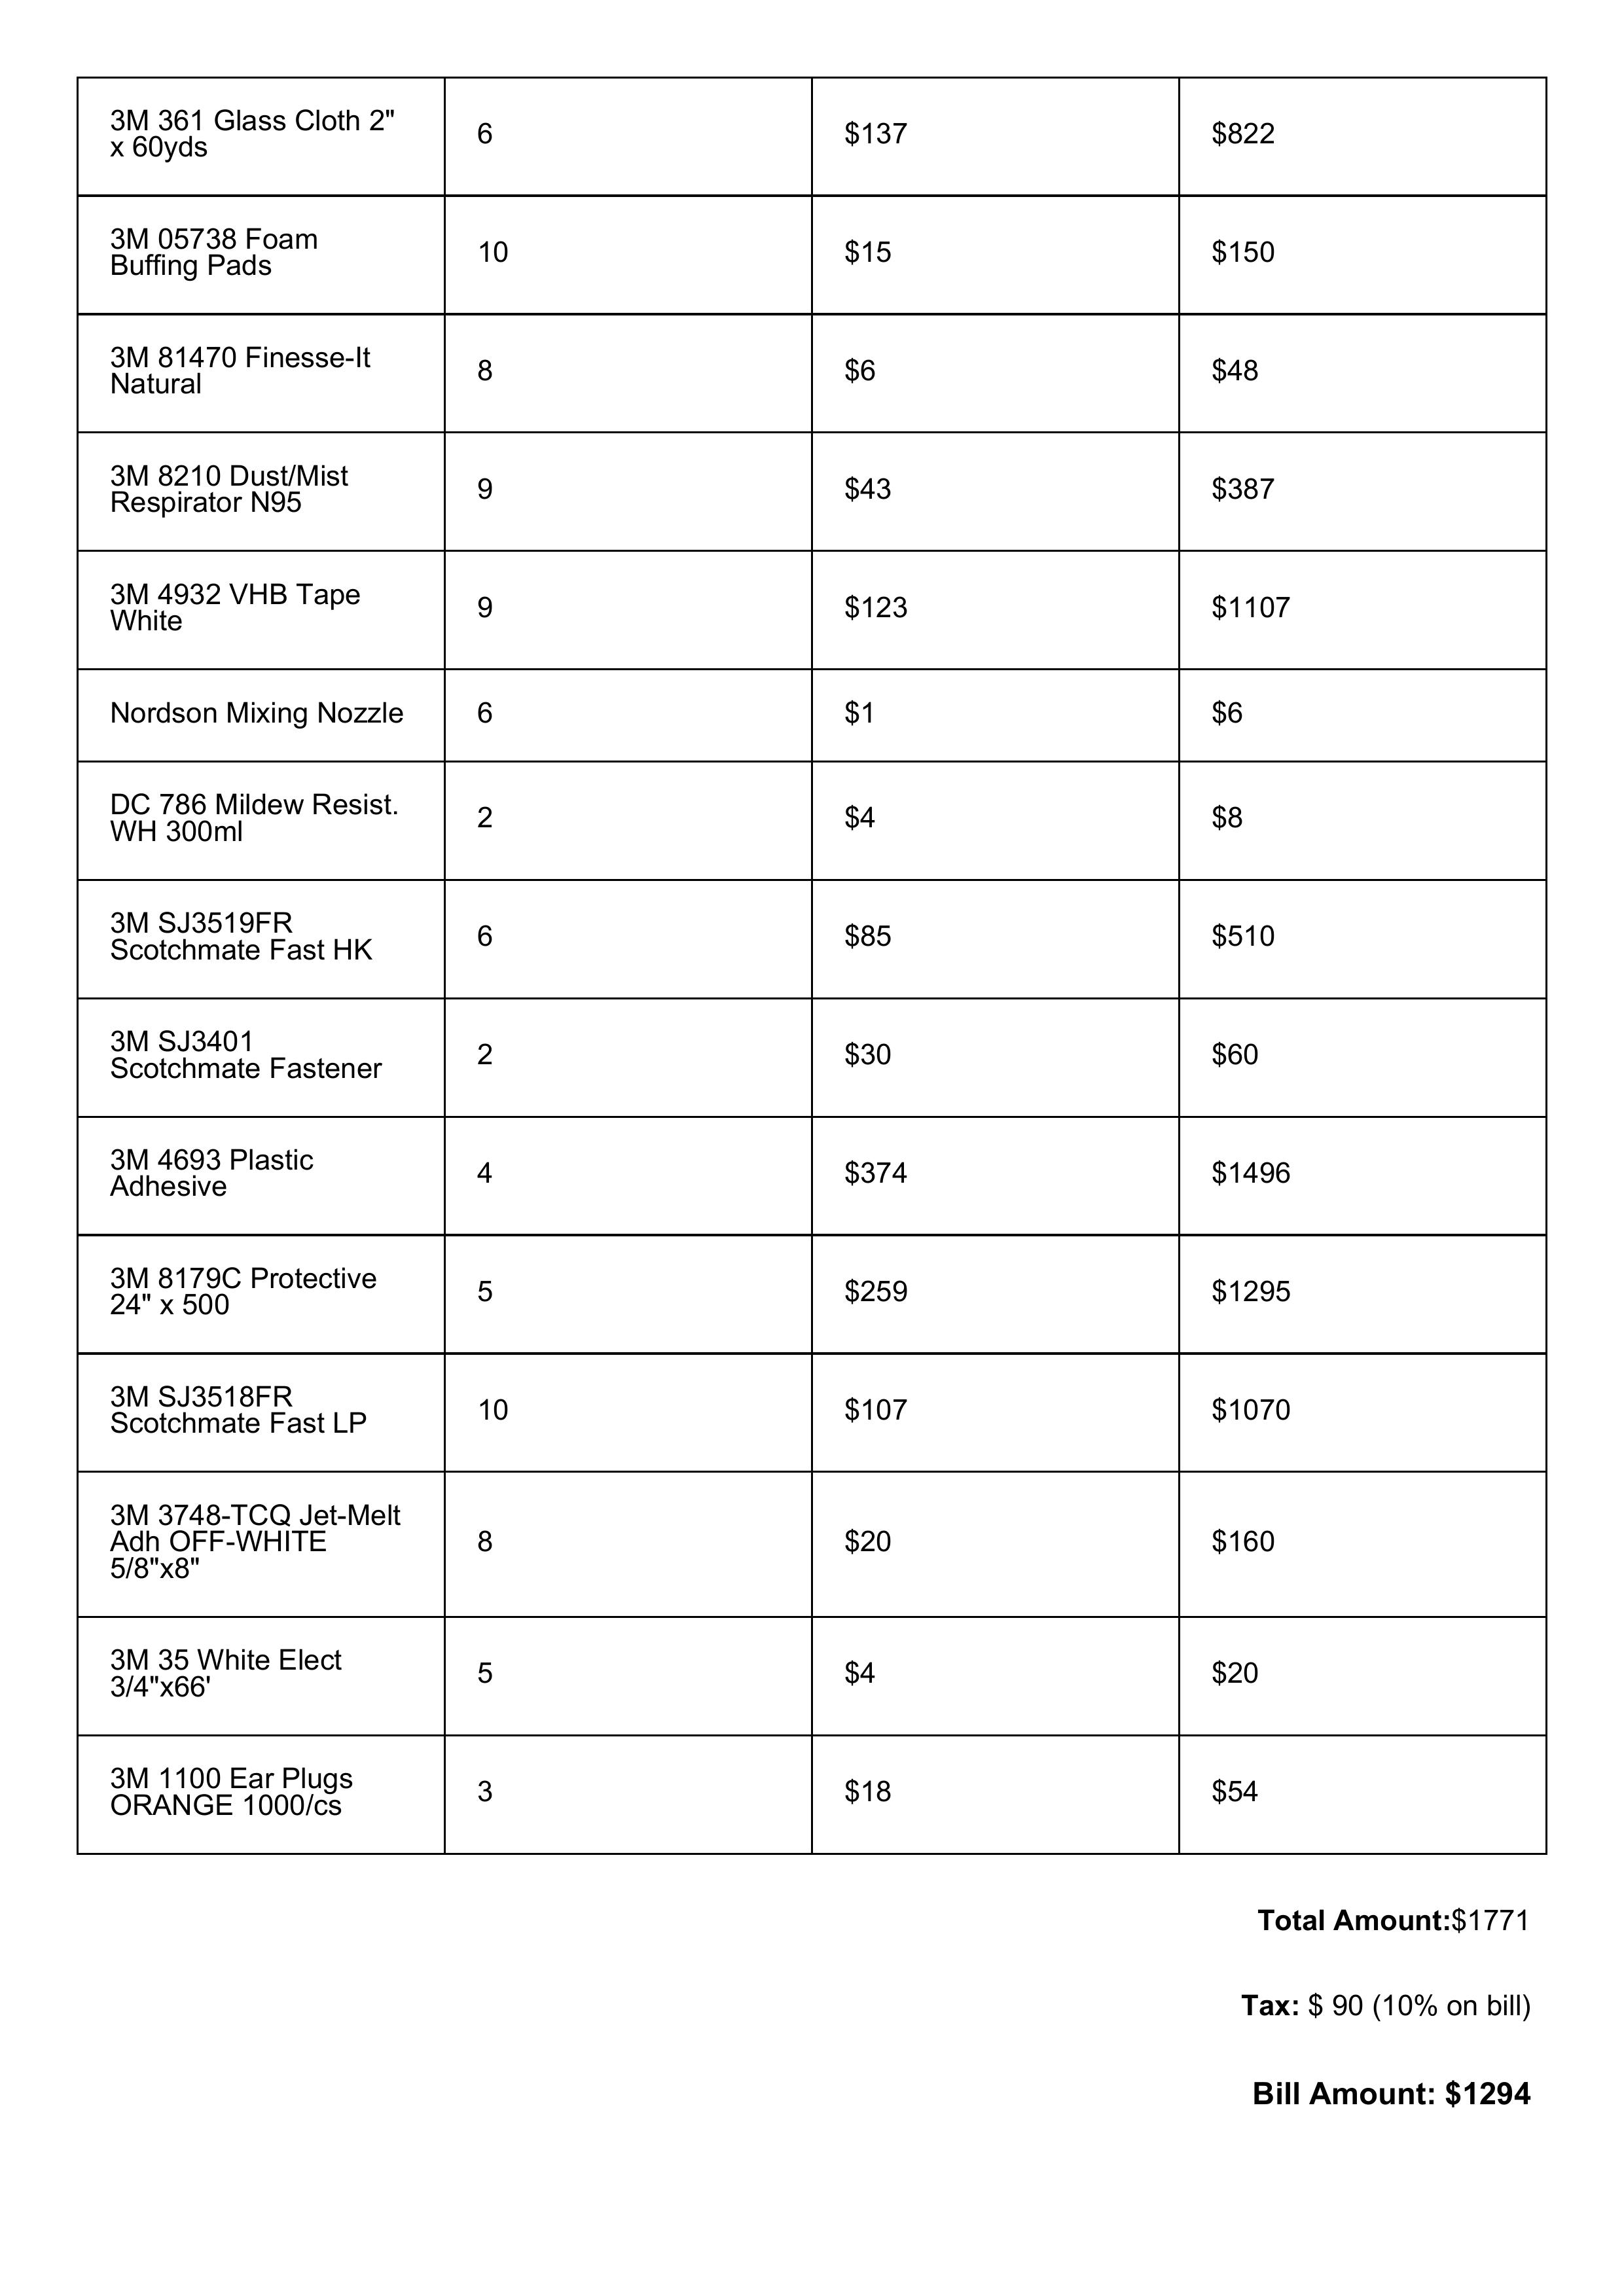 3M 361 Glass Cloth 2"
x 60yds
6
$137
$822
3M 05738 Foam
Buffing Pads
10
$15
$150
3M 81470 Finesse-It
Natural
8
$6
$48
3M 8210 Dust/Mist
Respirator N95
9
$43
$387
3M 4932 VHB Tape
White
9
$123
$1107
Nordson Mixing Nozzle
6
$1
$6
DC 786 Mildew Resist.
WH 300ml
2
$4
$8
3M SJ3519FR
Scotchmate Fast HK
6
$85
$510
3M SJ3401
Scotchmate Fastener
2
$30
$60
3M 4693 Plastic
Adhesive
4
$374
$1496
3M 8179C Protective
24" x 500
5
$259
$1295
3M SJ3518FR
Scotchmate Fast LP
10
$107
$1070
3M 3748-TCQ Jet-Melt
Adh OFF-WHITE
5/8"x8"
8
$20
$160
3M 35 White Elect
3/4"x66'
5
$4
$20
3M 1100 Ear Plugs
ORANGE 1000/cs
3
$18
$54
Total Amount:$1771
Tax: $ 90 (10% on bill)
Bill Amount: $1294